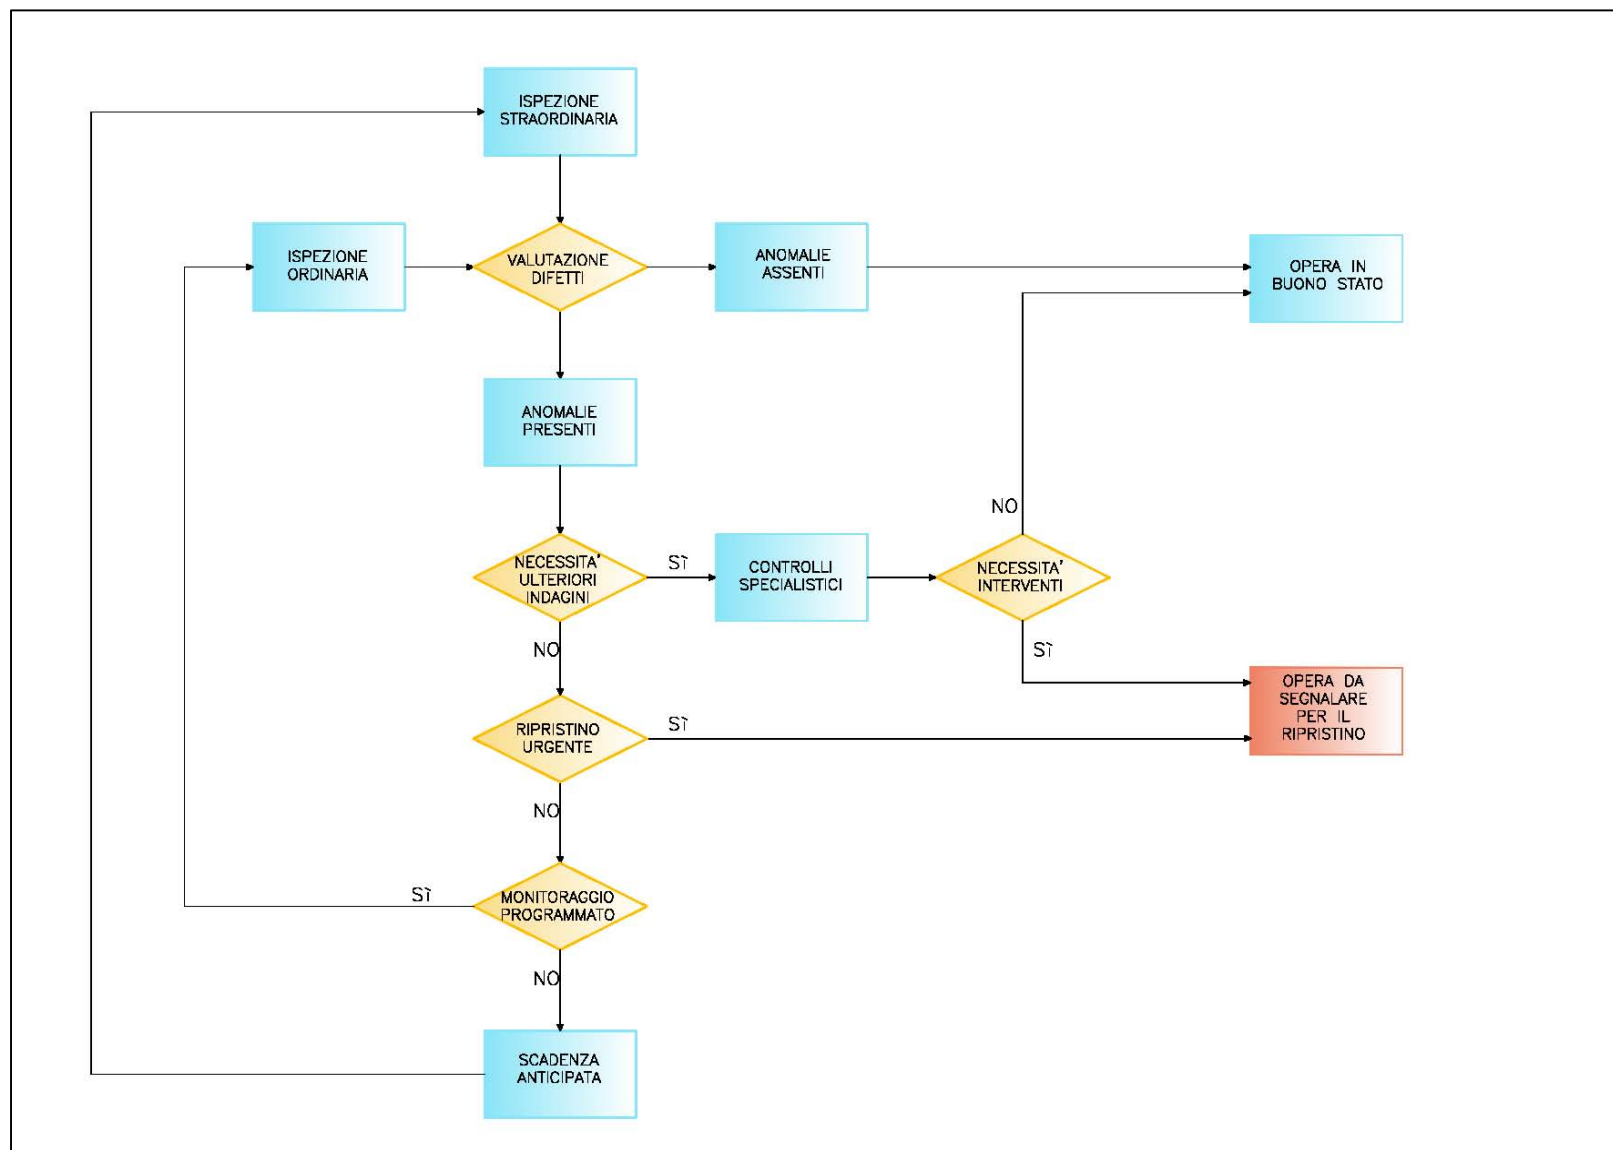 ISPEZIONE
STRAORDINARIA
ISPEZIONE
ORDINARIA
VALUTAZIONE
DIFETTI
ANOMALIE
ASSENTI
OPERA IN
BUONO STATO
ANOMALIE
PRESENTI
NO
NECESSITA'
ULTERIORI
INDAGINI
Sì
CONTROLLI
SPECIALISTICI
NECESSITA'
INTERVENTI
NO
Sì
RIPRISTINO
URGENTE
Sì
OPERA DA
SEGNALARE
PER IL
RIPRISTINO
NO
Sì
MONITORAGGIO
PROGRAMMATO
NO
SCADENZA
ANTICIPATA